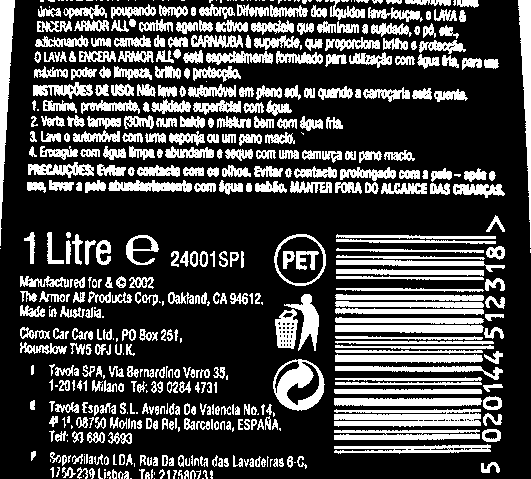 única operação, poupando tempo e esforço. Diferentemente dos líquidos lava-louças, o LAVA &
ENCERA ARMOR ALL® contém agentes activos especiais que eliminam a sujidade, o pó, etc.,
adicionando uma camada de cera CARNAUBA à superfície, que proporciona brilho e protecção.
O LAVA & ENCERA ARMOR ALL® está especialmente formulado para utilização com água fria, para um
máximo poder de limpeza, brilho e protecção.
INSTRUÇÕES DE USO: Não lave o automóvel em pleno sol, ou quando a carroçaria está quente.
1. Elimine, previamente, a sujidade superficial com água.
2. Verta três tampas (30ml) num balde e misture bem com água fria.
3. Lave o automóvel com uma esponja ou um pano macio.
4. Enxague com água limpa e abundante e seque com uma camurça ou pano macio.
PRECAUÇÕES: Evitar o contacto com os olhos. Evitar o contacto prolongado com a pele – após o
uso, lavar a pele abundantemente com água e sabão. MANTER FORA DO ALCANCE DAS CRIANÇAS.
1 Litre e 24001SPI PET
Manufactured for & © 2002
The Armor All Products Corp., Oakland, CA 94612.
Made in Australia.
Clorox Car Care Ltd., PO Box 251,
Hounslow TW5 0FJ U.K.
I Tavola SPA, Via Bernardino Verro 35,
1-20141 Milano Tel: 39 0284 4731
E Tavola España S.L. Avenida De Valencia No.14,
4ª 1ª, 08750 Molins De Rei, Barcelona, ESPAÑA,
Telf: 93 680 3693
P Soprodilauto LDA, Rua Da Quinta das Lavadeiras 6-C,
1750-239 Lisboa. Tel: 217580731
5 020144 512318 >